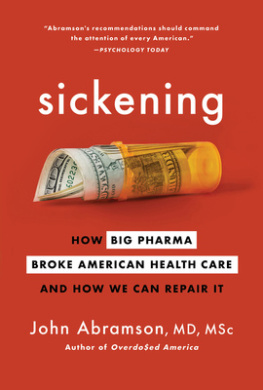 "Abramson's recommendations should command
the attention of every American."
—PSYCHOLOGY TODAY
sickening
HOW BIG PHARMA
BROKE AMERICAN HEALTH CARE
AND HOW WE CAN REPAIR IT
John Abramson, MD, MSc
Author of Overdo$ed America